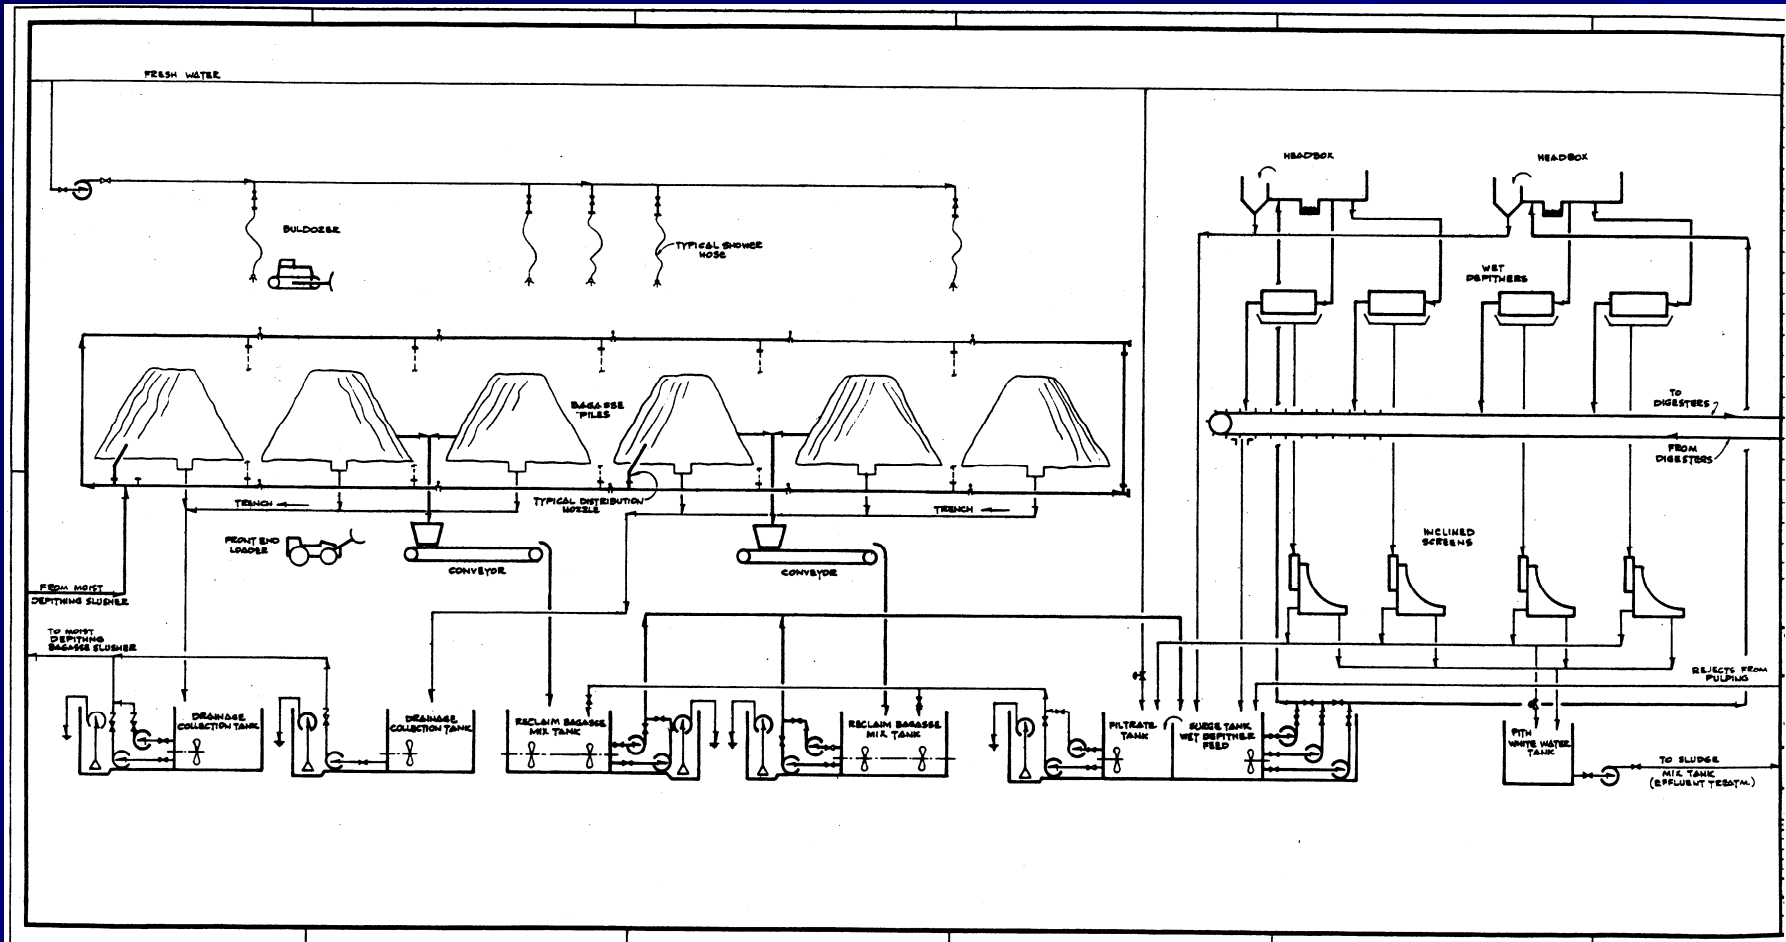 FRESH WATER
HEADBOX
HEADBOX
BULDOZER
TYPICAL SHOWER
HOSE
WET
DEPITHERS
BAGASSE
PILES
TO
DIGESTERS
FROM
DIGESTERS
TRENCH
TYPICAL DISTRIBUTION
NOZZLE
TRENCH
FRONT END
LOADER
CONVEYOR
CONVEYOR
INCLINED
SCREENS
FROM MOIST
DEPITHING SLUSHER
TO MOIST
DEPITHING
BAGASSE SLUSHER
REJECTS FROM
PULPING
DRAINAGE
COLLECTION TANK
DRAINAGE
COLLECTION TANK
RECLAIM BAGASSE
MIX TANK
RECLAIM BAGASSE
MIX TANK
FILTRATE
TANK
SURGE TANK
WET DEPITHER
FEED
PITH
WHITE WATER
TANK
TO SLUDGE
MIX TANK
(EFFLUENT TREATM.)